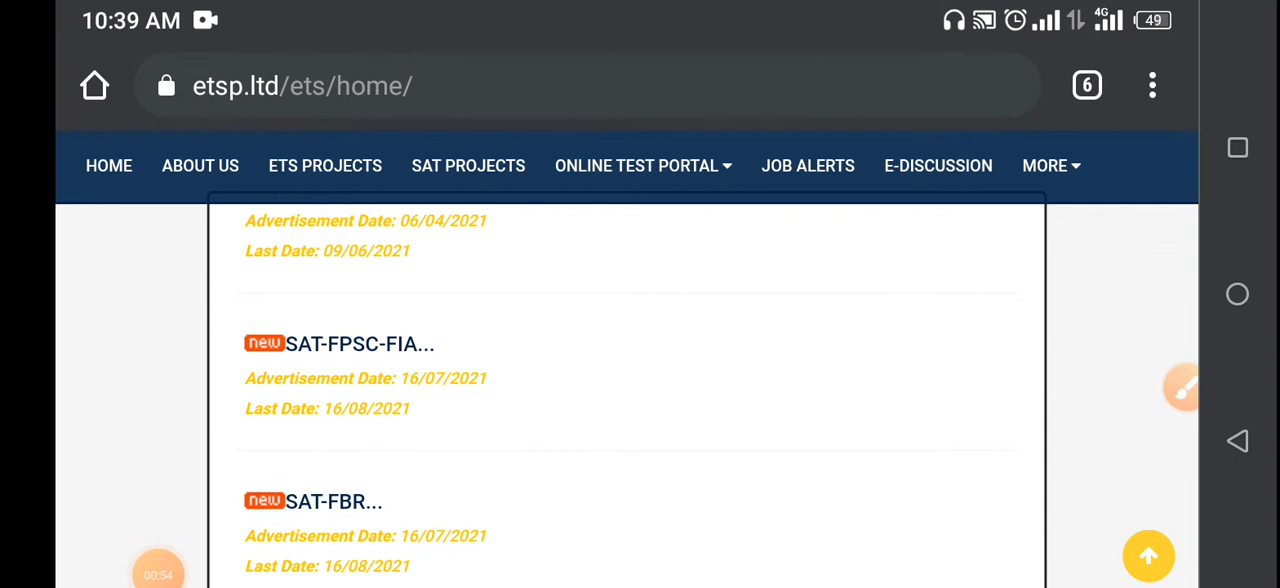 10:39 AM
4G
49
etsp.ltd/ets/home/
6
HOME ABOUT US ETS PROJECTS SAT PROJECTS ONLINE TEST PORTAL JOB ALERTS E-DISCUSSION MORE
Advertisement Date: 06/04/2021
Last Date: 09/06/2021
new SAT-FPSC-FIA...
Advertisement Date: 16/07/2021
Last Date: 16/08/2021
new SAT-FBR...
Advertisement Date: 16/07/2021
Last Date: 16/08/2021
00:54